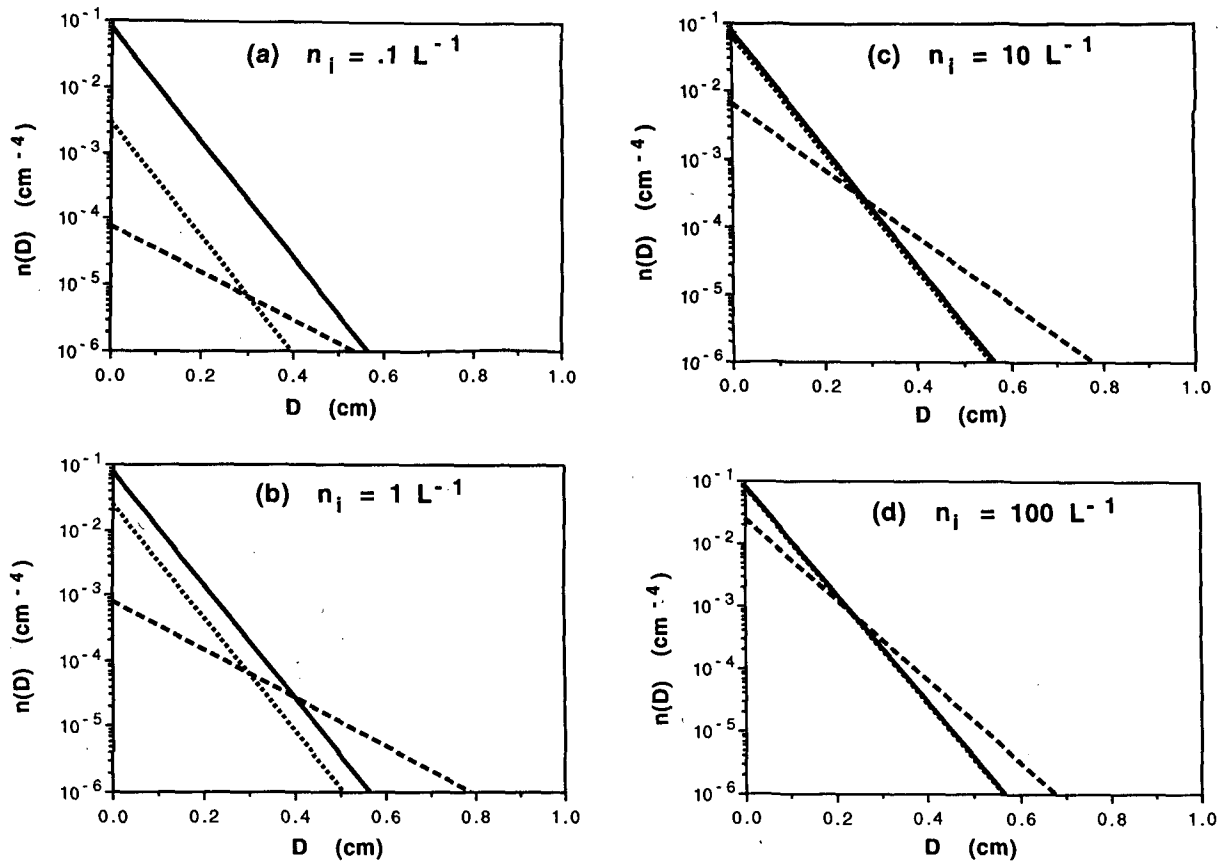 (a) n_i = .1 L^-1
10^-1
10^-2
10^-3
10^-4
10^-5
10^-6
n(D) (cm^-4)
0.0 0.2 0.4 0.6 0.8 1.0
D (cm)
(c) n_i = 10 L^-1
10^-1
10^-2
10^-3
10^-4
10^-5
10^-6
n(D) (cm^-4)
0.0 0.2 0.4 0.6 0.8 1.0
D (cm)
(b) n_i = 1 L^-1
10^-1
10^-2
10^-3
10^-4
10^-5
10^-6
n(D) (cm^-4)
0.0 0.2 0.4 0.6 0.8 1.0
D (cm)
(d) n_i = 100 L^-1
10^-1
10^-2
10^-3
10^-4
10^-5
10^-6
n(D) (cm^-4)
0.0 0.2 0.4 0.6 0.8 1.0
D (cm)